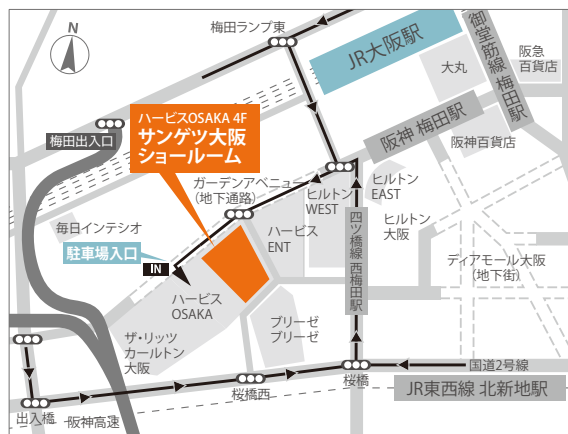 N
梅田ランプ東
JR大阪駅
御堂筋線 梅田駅
阪急
百貨店
大丸
ハービスOSAKA 4F
サンゲツ大阪
ショールーム
梅田出入口
阪神 梅田駅
阪神百貨店
ガーデンアベニュー
(地下通路)
ヒルトン
WEST
ヒルトン
EAST
毎日インテシオ
ハービス
ENT
四ツ橋線 西梅田駅
ヒルトン
大阪
駐車場入口
IN
ディアモール大阪
(地下街)
ハービス
OSAKA
ブリーゼ
ブリーゼ
ザ・リッツ
カールトン
大阪
国道2号線
桜橋西
桜橋
JR東西線 北新地駅
出入橋
阪神高速